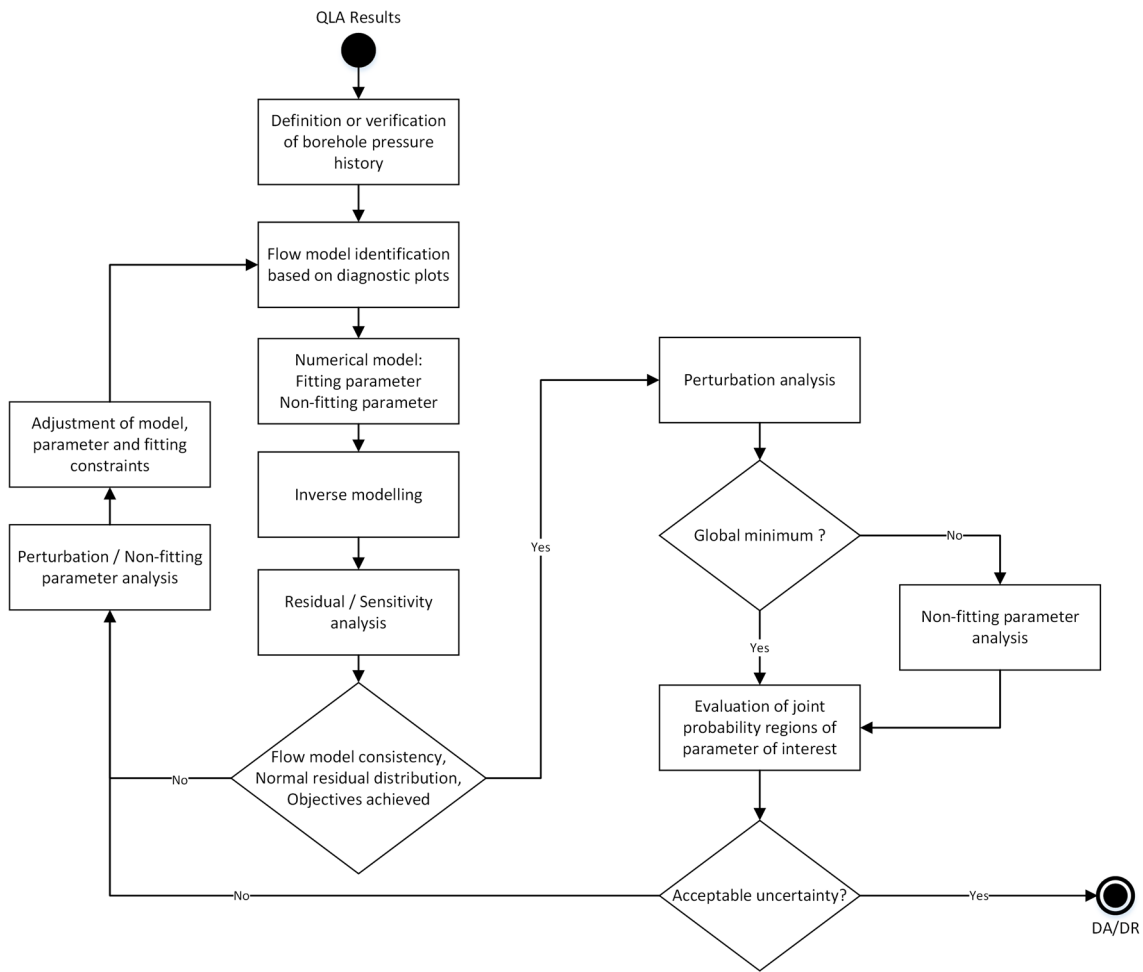 QLA Results
Definition or verification
of borehole pressure
history
Flow model identification
based on diagnostic plots
Numerical model:
Fitting parameter
Non-fitting parameter
Inverse modelling
Residual / Sensitivity
analysis
Flow model consistency,
Normal residual distribution,
Objectives achieved
No
Perturbation / Non-fitting
parameter analysis
Adjustment of model,
parameter and fitting
constraints
Yes
Perturbation analysis
Global minimum ?
No
Non-fitting parameter
analysis
Yes
Evaluation of joint
probability regions of
parameter of interest
Acceptable uncertainty?
No
Yes
DA/DR